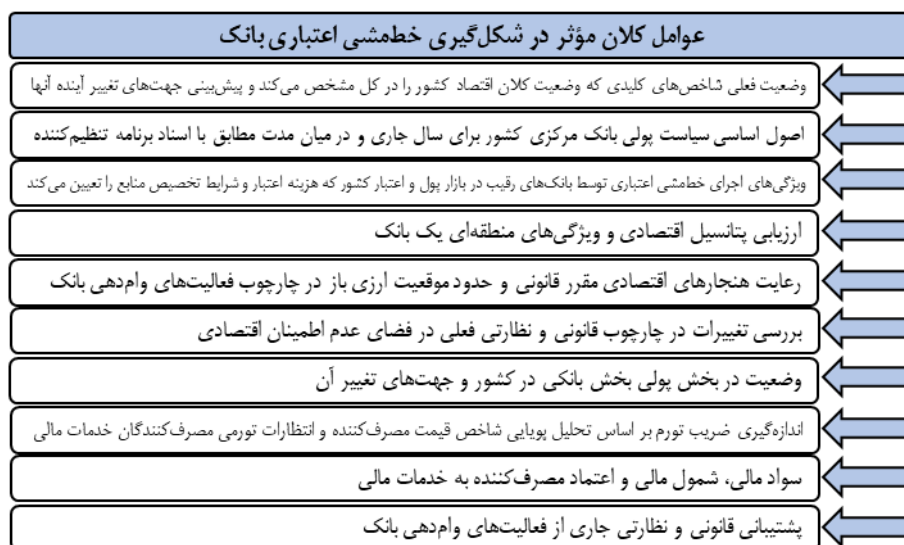 عوامل کلان مؤثر در شکل‌گیری خط‌مشی اعتباری بانک
وضعیت فعلی شاخص‌های کلیدی که وضعیت کلان اقتصاد کشور را در کل مشخص می‌کند و پیش‌بینی جهت‌های تغییر آینده آنها
اصول اساسی سیاست پولی بانک مرکزی کشور برای سال جاری و در میان مدت مطابق با اسناد برنامه تنظیم‌کننده
ویژگی‌های اجرای خط‌مشی اعتباری توسط بانک‌های رقیب در بازار پول و اعتبار کشور که هزینه اعتبار و شرایط تخصیص منابع را تعیین می‌کند
ارزیابی پتانسیل اقتصادی و ویژگی‌های منطقه‌ای یک بانک
رعایت هنجارهای اقتصادی مقرر قانونی و حدود موقعیت ارزی باز در چارچوب فعالیت‌های وام‌دهی بانک
بررسی تغییرات در چارچوب قانونی و نظارتی فعلی در فضای عدم اطمینان اقتصادی
وضعیت در بخش پولی بخش بانکی در کشور و جهت‌های تغییر آن
اندازه‌گیری ضریب تورم بر اساس تحلیل پویایی شاخص قیمت مصرف‌کننده و انتظارات تورمی مصرف‌کنندگان خدمات مالی
سواد مالی، شمول مالی و اعتماد مصرف‌کننده به خدمات مالی
پشتیبانی قانونی و نظارتی جاری از فعالیت‌های وام‌دهی بانک